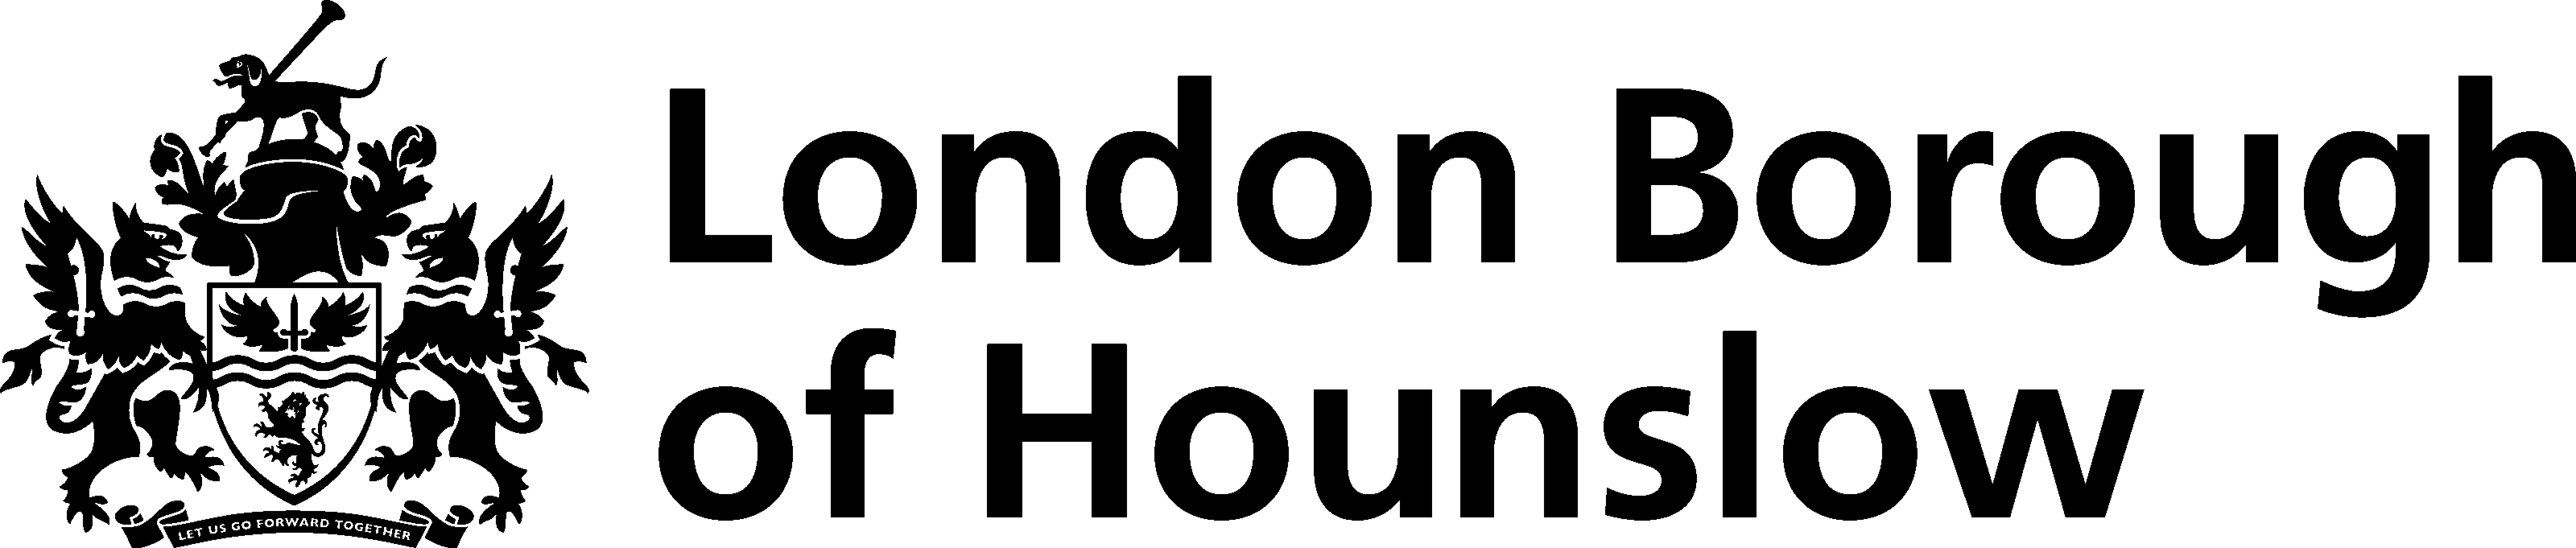 London Borough
of Hounslow
LET US GO FORWARD TOGETHER